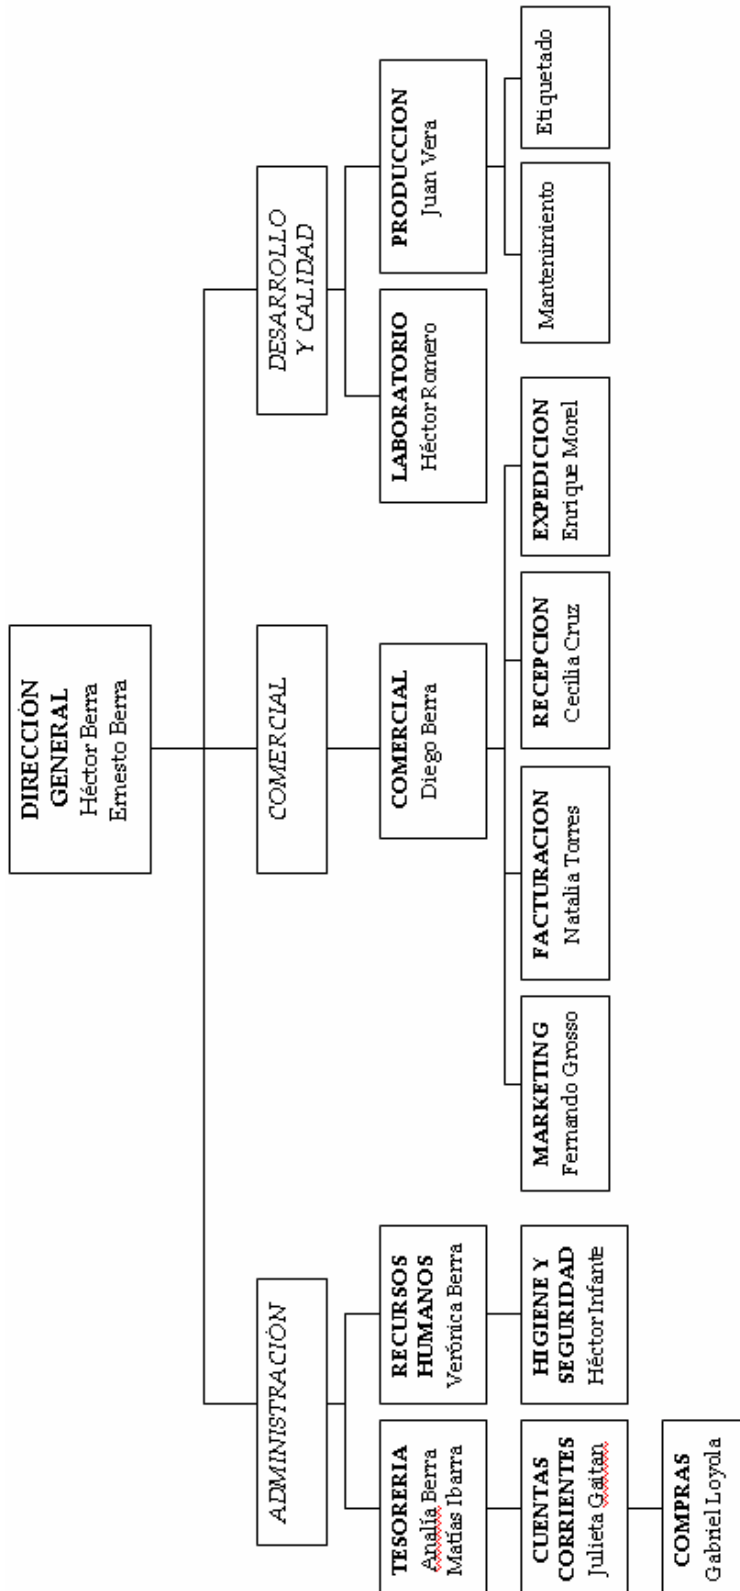 DIRECCIÓN
GENERAL
Héctor Berra
Ernesto Berra
ADMINISTRACIÓN
COMERCIAL
DESARROLLO
Y CALIDAD
TESORERIA
Analía Berra
Matías Ibarra
RECURSOS
HUMANOS
Verónica Berra
COMERCIAL
Diego Berra
LABORATORIO
Héctor Romero
PRODUCCION
Juan Vera
CUENTAS
CORRIENTES
Julieta Gaitan
HIGIENE Y
SEGURIDAD
Héctor Infante
MARKETING
Fernando Grosso
FACTURACION
Natalia Torres
RECEPCION
Cecilia Cruz
EXPEDICION
Enrique Morel
Mantenimiento
Etiquetado
COMPRAS
Gabriel Loyola